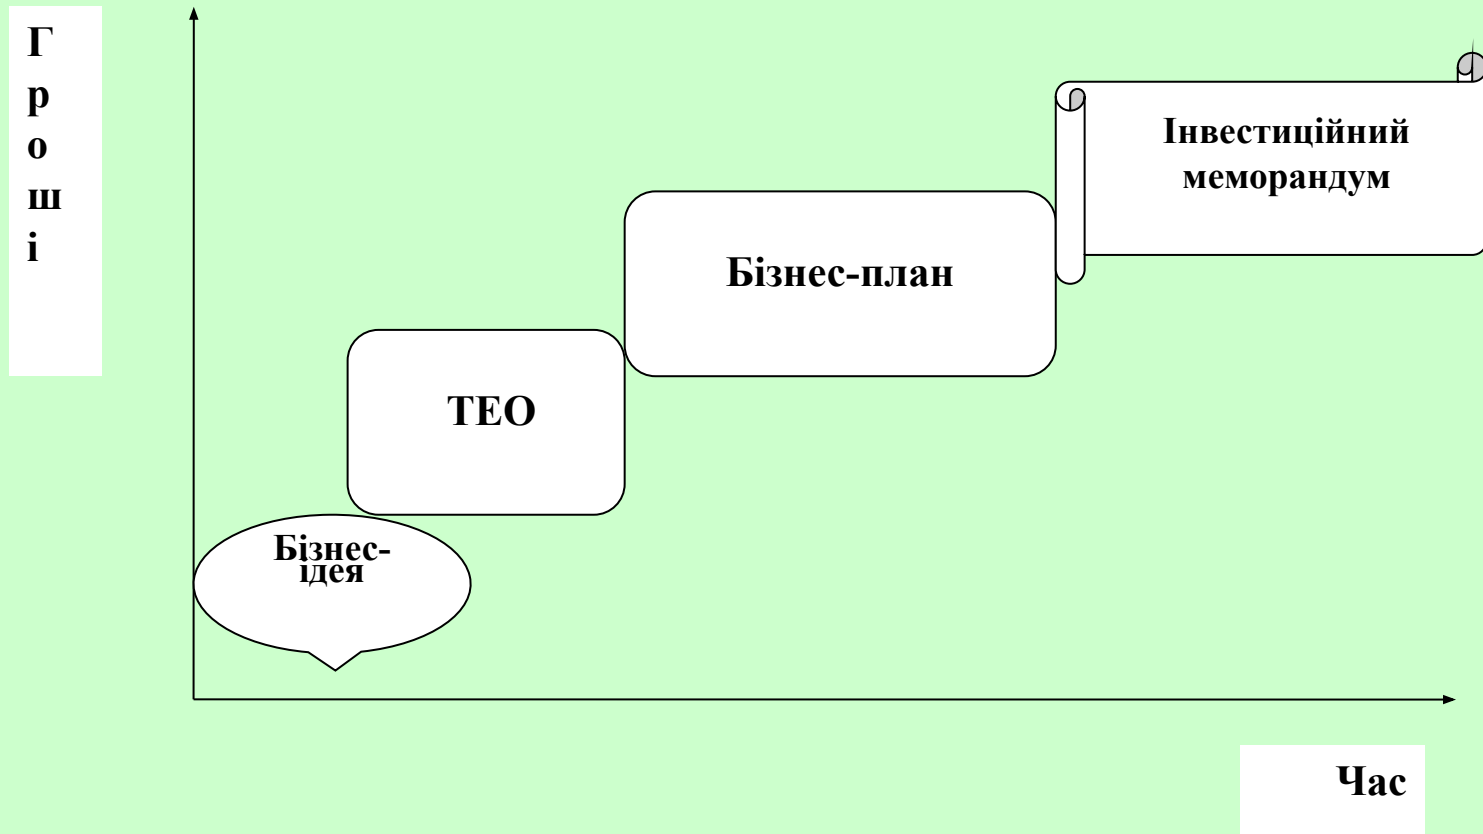 Г
р
о
ш
і
Інвестиційний
меморандум
Бізнес-план
ТЕО
Бізнес-
ідея
Час